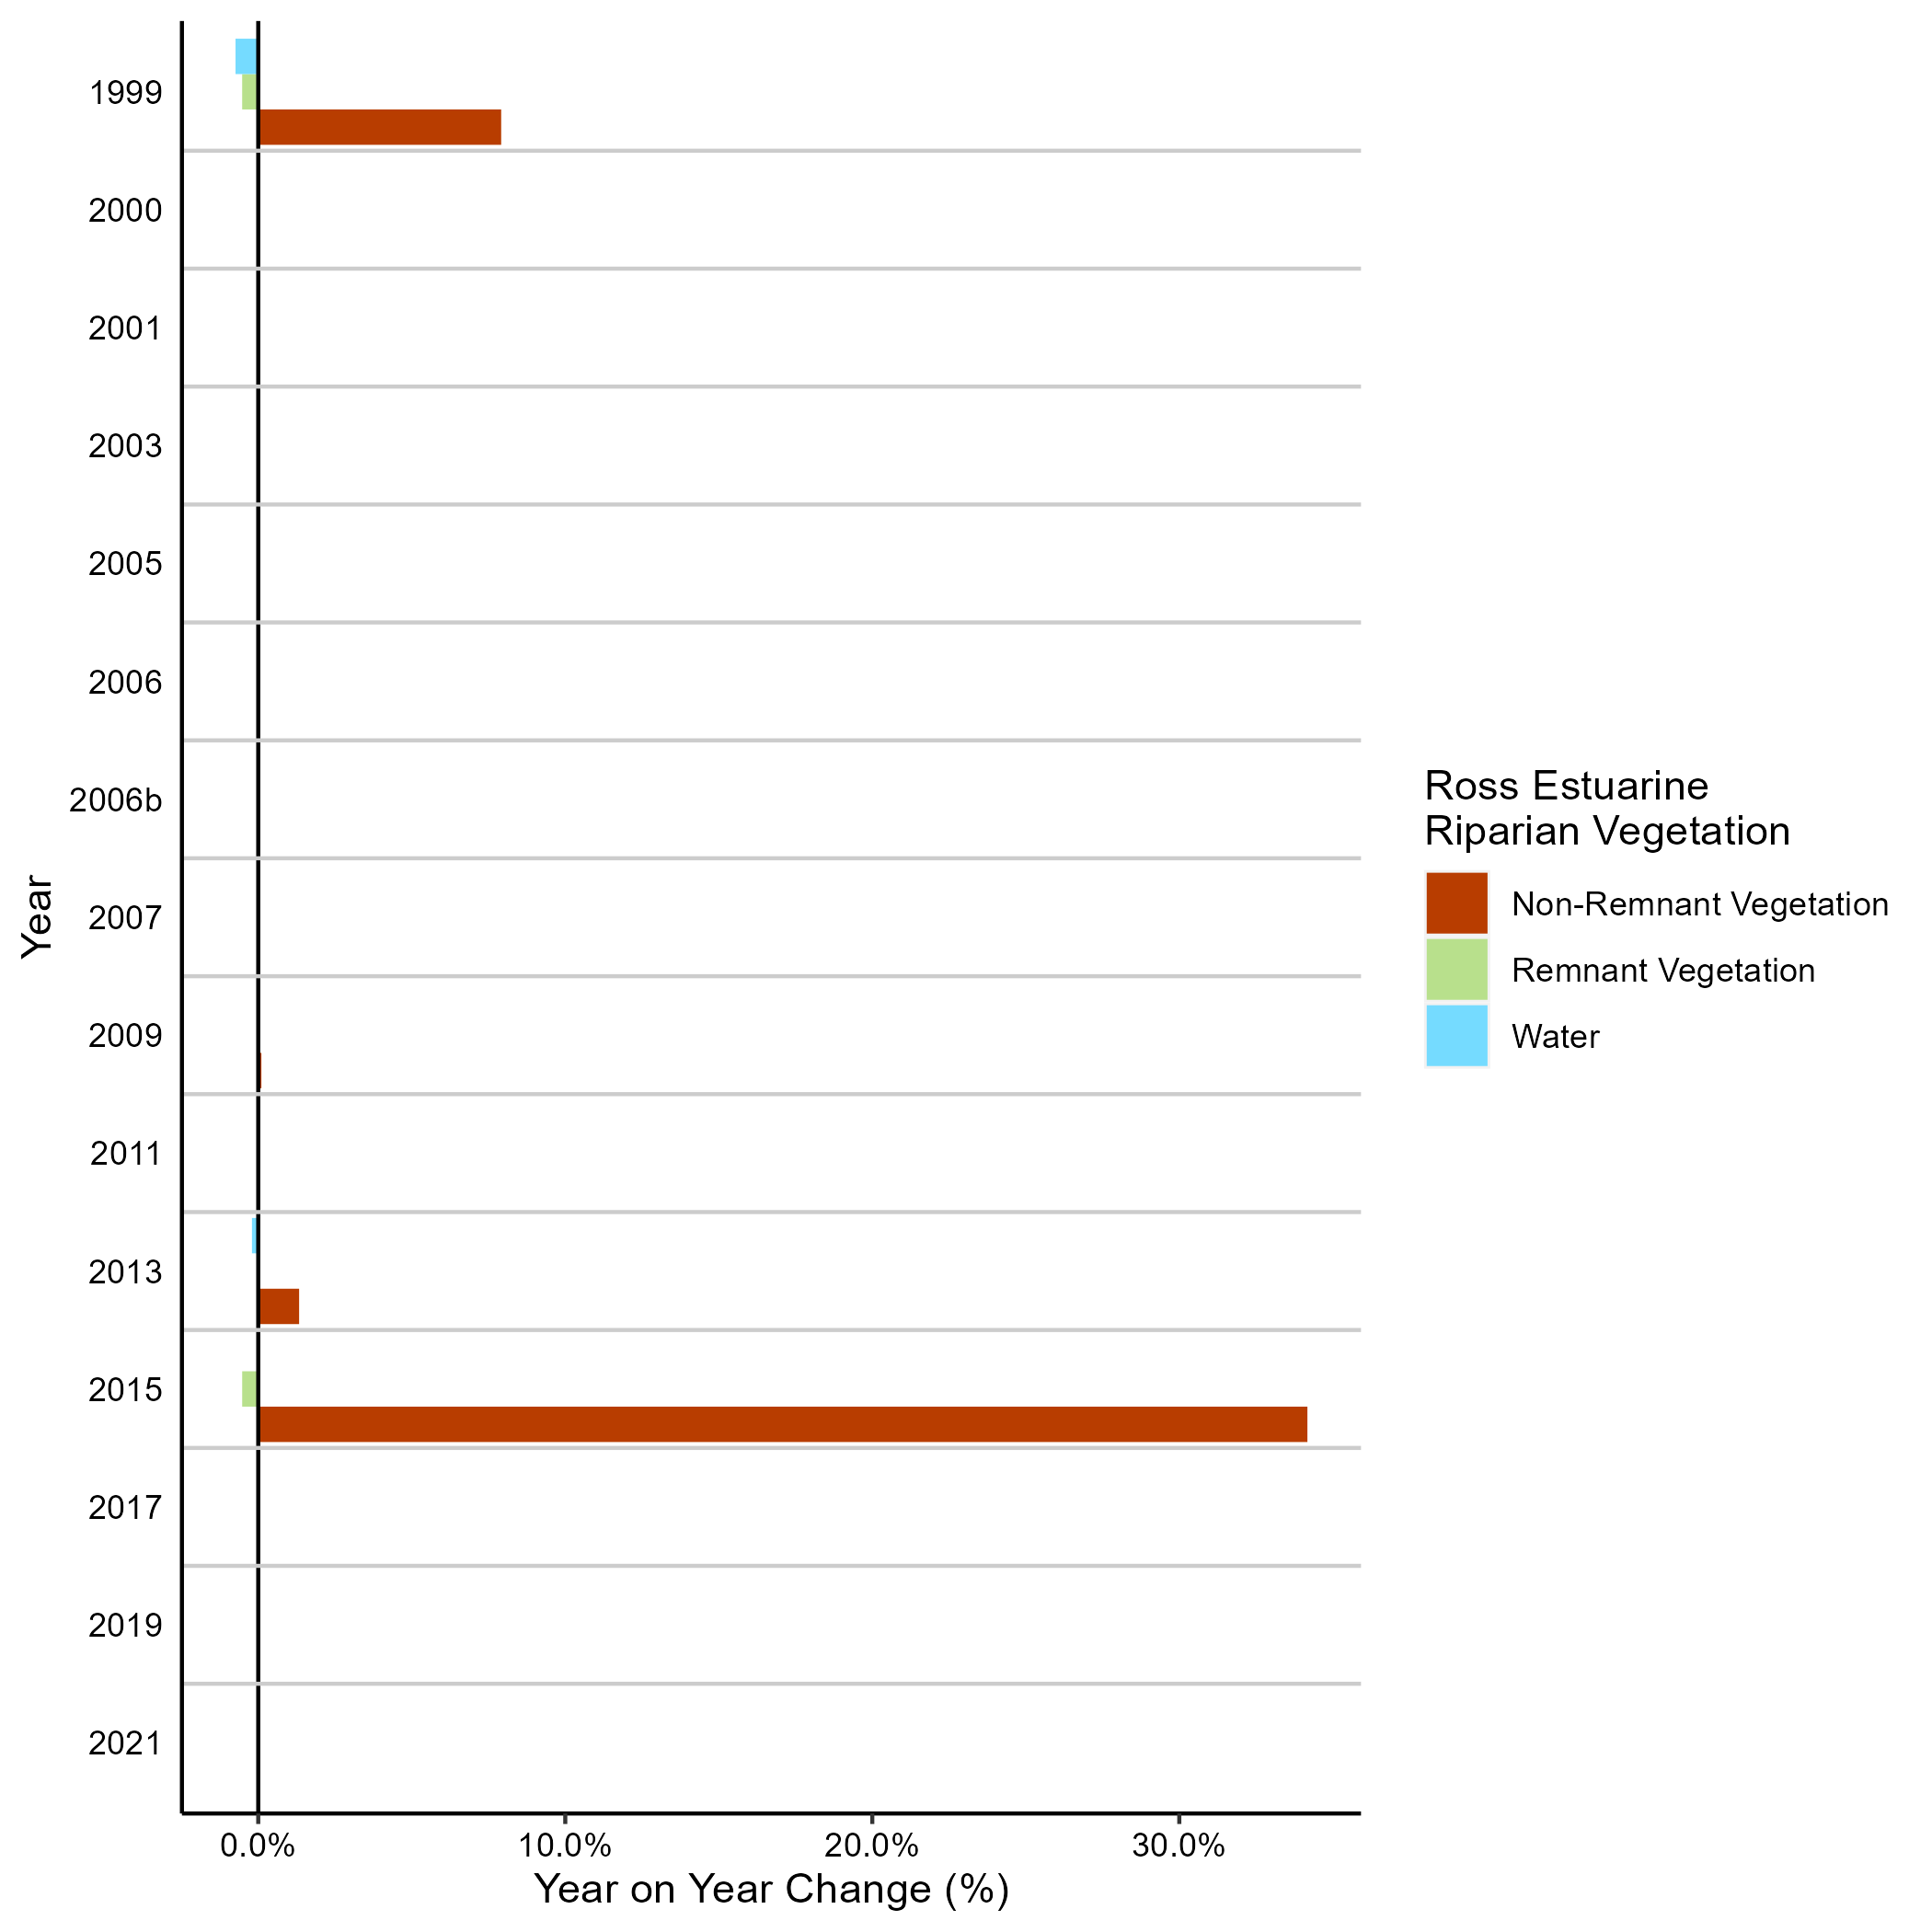 1999
2000
2001
2003
2005
2006
2006b
2007
2009
2011
2013
2015
2017
2019
2021
Year
0.0%
10.0%
20.0%
30.0%
Year on Year Change (%)
Ross Estuarine
Riparian Vegetation
Non-Remnant Vegetation
Remnant Vegetation
Water